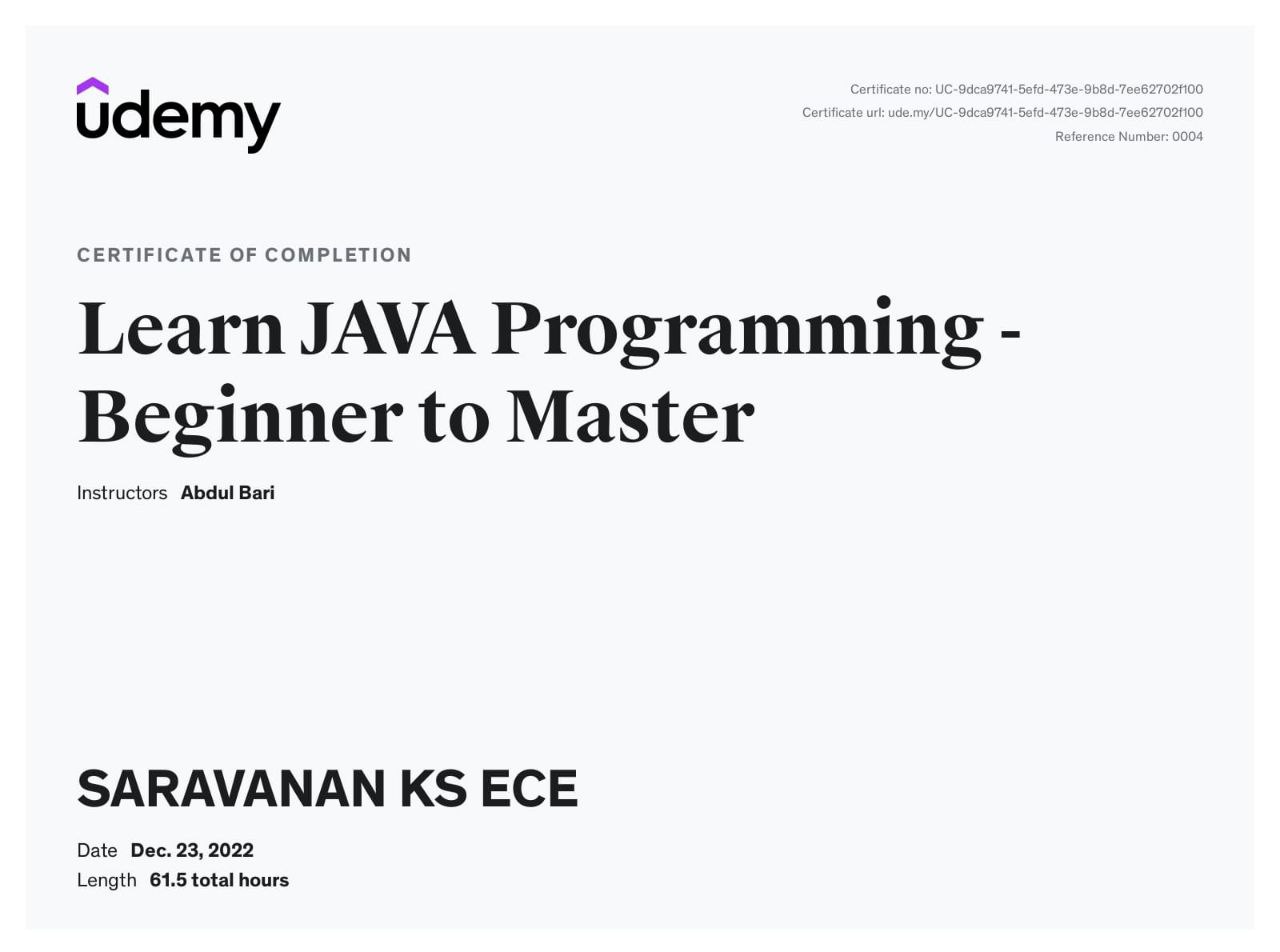 udemy
Certificate no: UC-9dca9741-5efd-473e-9b8d-7ee62702f100
Certificate url: ude.my/UC-9dca9741-5efd-473e-9b8d-7ee62702f100
Reference Number: 0004
CERTIFICATE OF COMPLETION
Learn JAVA Programming -
Beginner to Master
Instructors Abdul Bari
SARAVANAN KS ECE
Date Dec. 23, 2022
Length 61.5 total hours